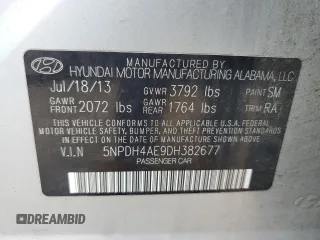 MANUFACTURED BY
HYUNDAI MOTOR MANUFACTURING ALABAMA, LLC
Jul/18/13 GVWR 3792 lbs PAINT SM
GAWR FRONT 2072 lbs GAWR REAR 1764 lbs TRIM RA
THIS VEHICLE CONFORMS TO ALL APPLICABLE U.S. FEDERAL MOTOR
VEHICLE SAFETY, BUMPER, AND THEFT PREVENTION STANDARDS
IN EFFECT ON THE DATE OF MANUFACTURE SHOWN ABOVE.
V.I.N 5NPDH4AE9DH382677
PASSENGER CAR